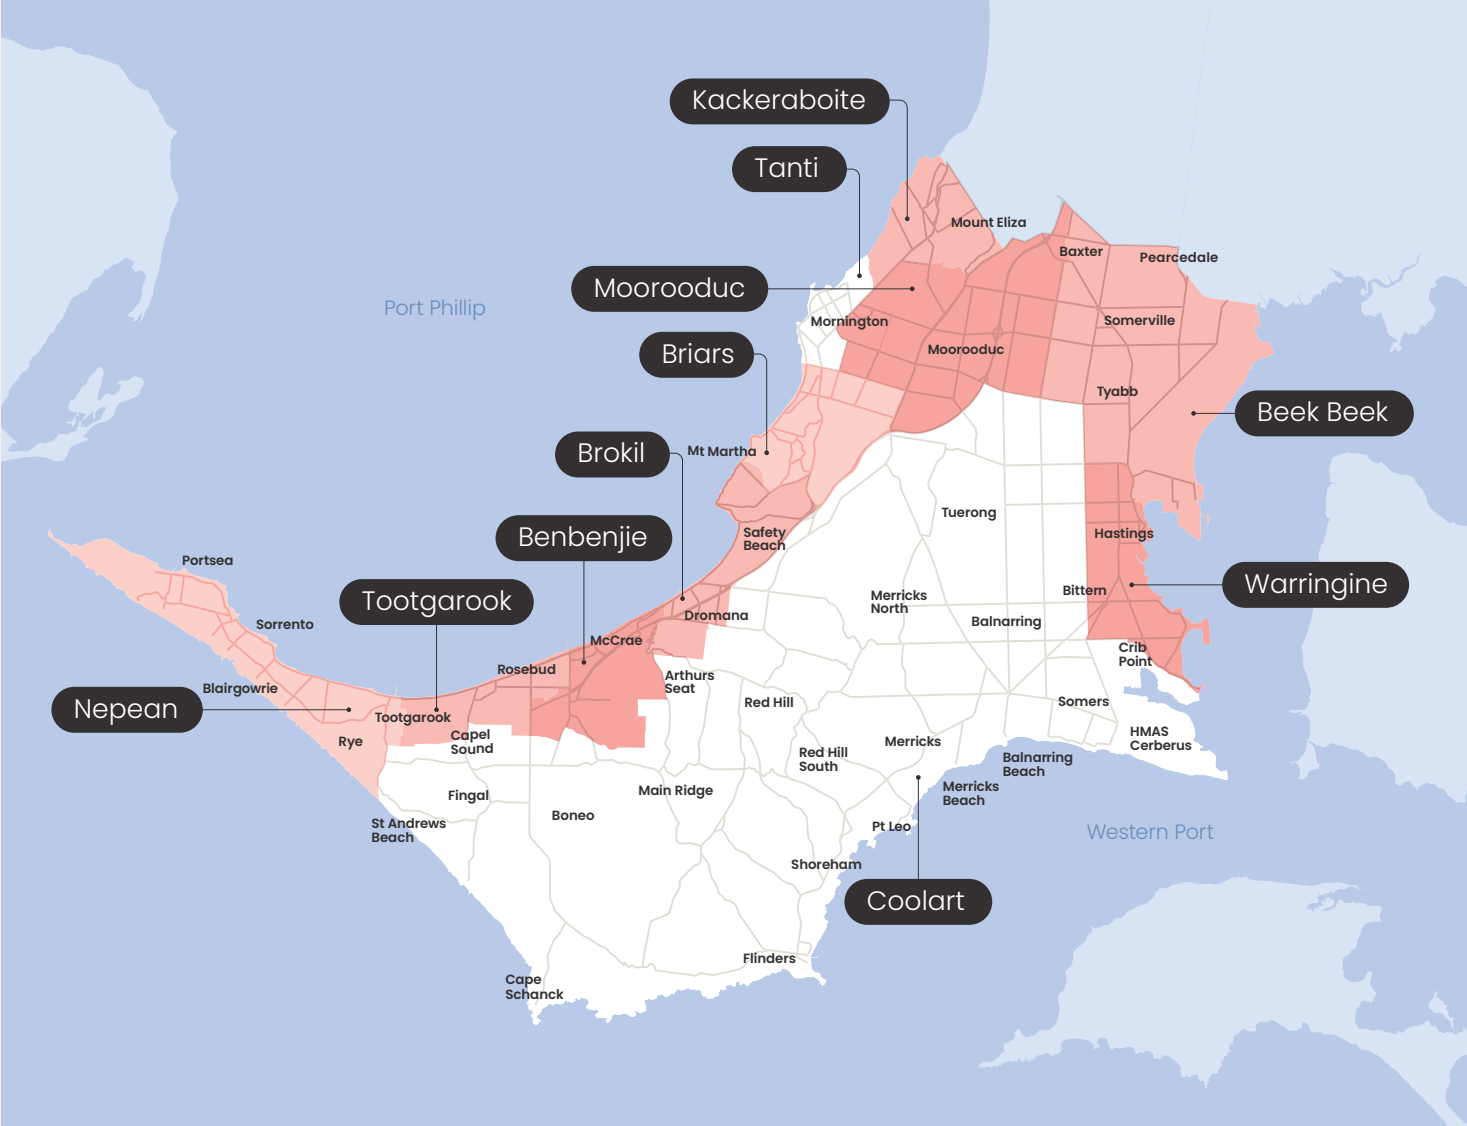 Kackeraboite
Tanti
Mount Eliza
Baxter
Pearcedale
Moorooduc
Port Phillip
Mornington
Somerville
Briars
Moorooduc
Tyabb
Beek Beek
Brokil
Mt Martha
Tuerong
Benbenjie
Safety
Beach
Hastings
Portsea
Warringine
Tootgarook
Bittern
Merricks
North
Dromana
Sorrento
Balnarring
McCrae
Crib
Point
Rosebud
Arthurs
Seat
Blairgowrie
Red Hill
Somers
Nepean
Tootgarook
Rye
Capel
Sound
Merricks
HMAS
Cerberus
Red Hill
South
Balnarring
Beach
Main Ridge
Merricks
Beach
Fingal
Boneo
St Andrews
Beach
Pt Leo
Western Port
Shoreham
Coolart
Flinders
Cape
Schanck